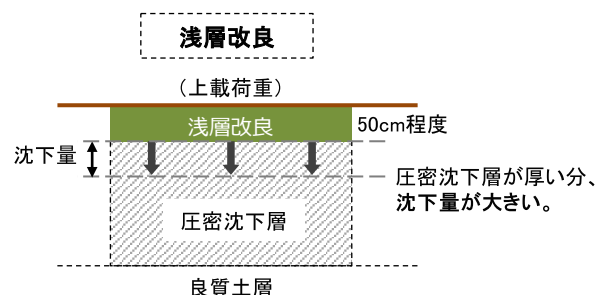 浅層改良
（上載荷重）
浅層改良
50cm程度
沈下量
圧密沈下層が厚い分、
沈下量が大きい。
圧密沈下層
良質土層